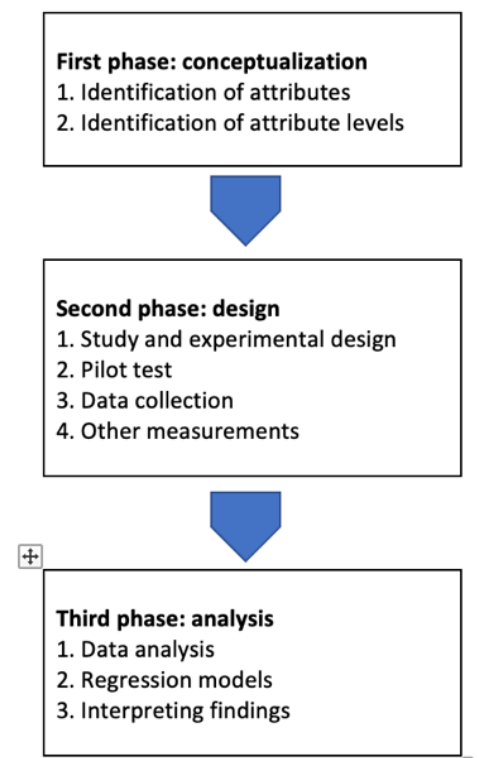 First phase: conceptualization
1. Identification of attributes
2. Identification of attribute levels
Second phase: design
1. Study and experimental design
2. Pilot test
3. Data collection
4. Other measurements
Third phase: analysis
1. Data analysis
2. Regression models
3. Interpreting findings